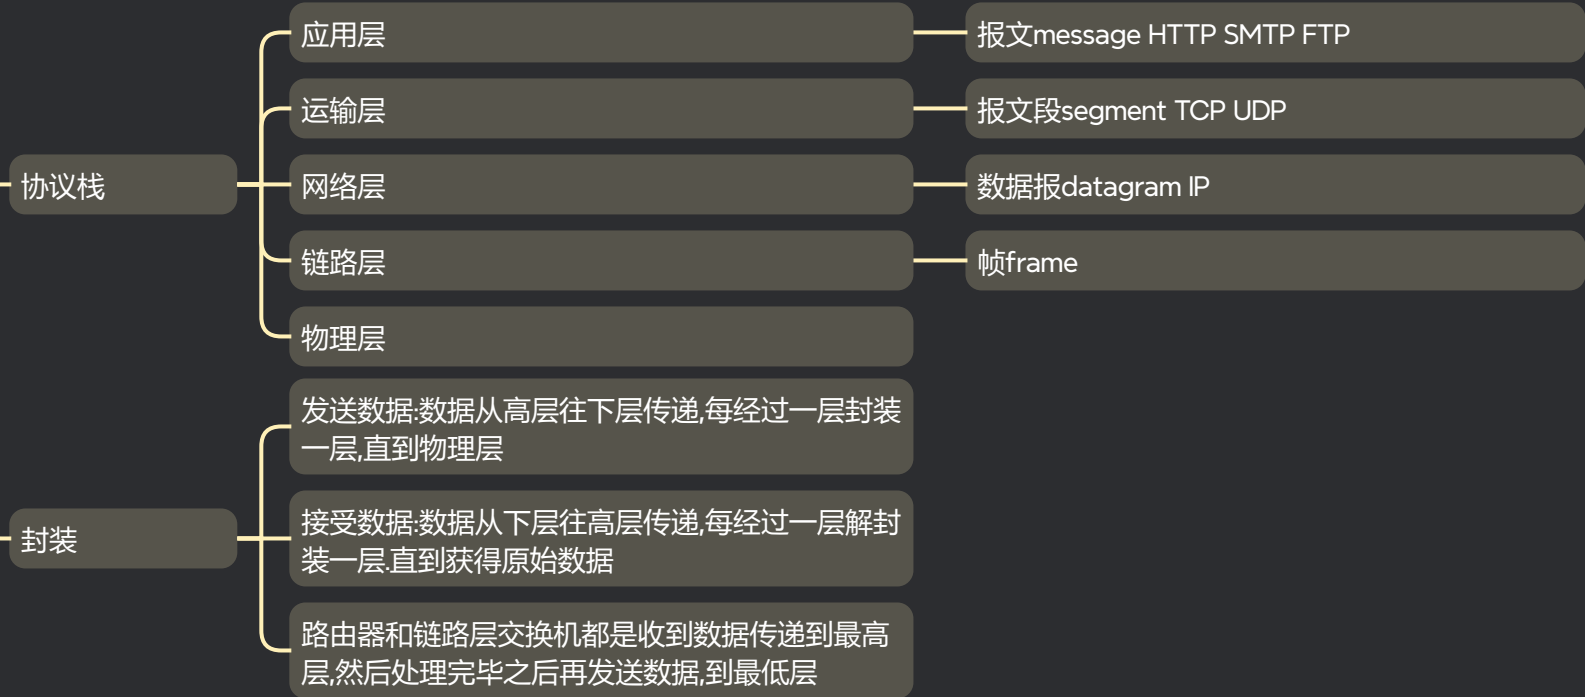 协议栈
应用层
报文message HTTP SMTP FTP
运输层
报文段segment TCP UDP
网络层
数据报datagram IP
链路层
帧frame
物理层
封装
发送数据:数据从高层往下层传递,每经过一层封装
一层,直到物理层
接受数据:数据从下层往高层传递,每经过一层解封
装一层.直到获得原始数据
路由器和链路层交换机都是收到数据传递到最高
层,然后处理完毕之后再发送数据,到最低层